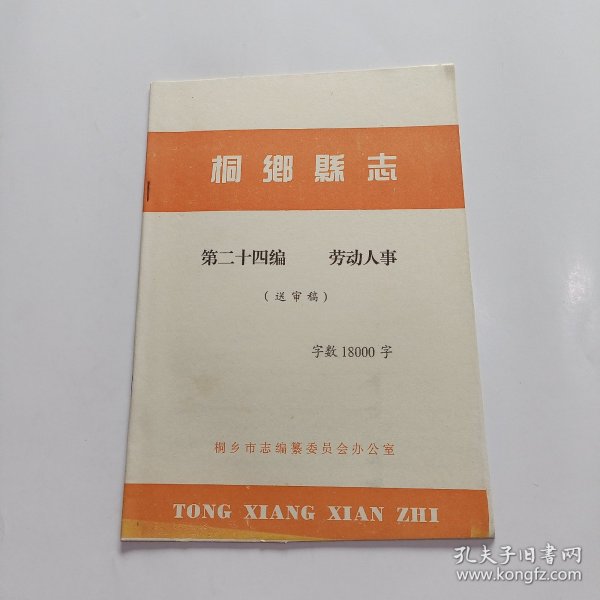 桐鄉縣志
第二十四编 劳动人事
(送审稿)
字数18000字
桐乡市志编纂委员会办公室
TONG XIANG XIAN ZHI
孔夫子旧书网
www.kongfz.com